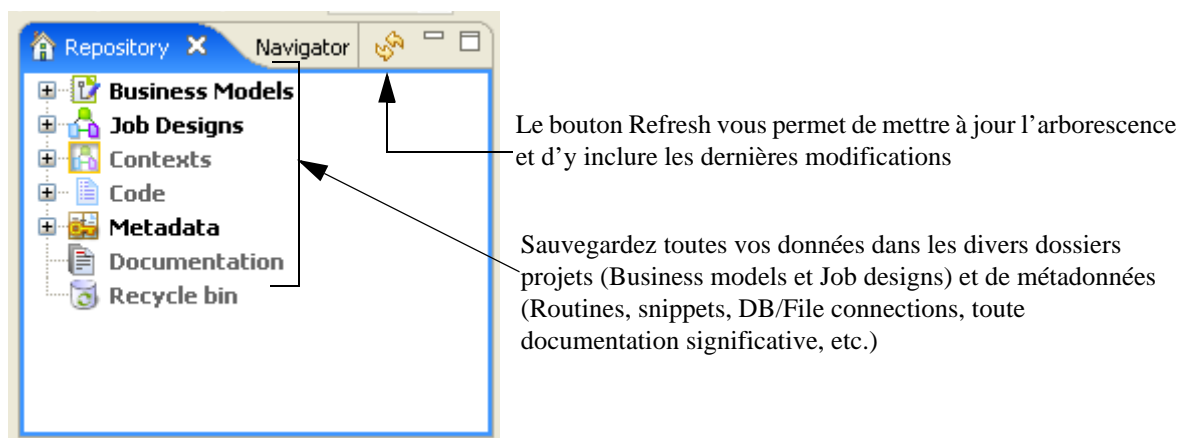 Repository
Navigator
Business Models
Job Designs
Contexts
Code
Metadata
Documentation
Recycle bin
Le bouton Refresh vous permet de mettre à jour l’arborescence
et d’y inclure les dernières modifications
Sauvegardez toutes vos données dans les divers dossiers
projets (Business models et Job designs) et de métadonnées
(Routines, snippets, DB/File connections, toute
documentation significative, etc.)